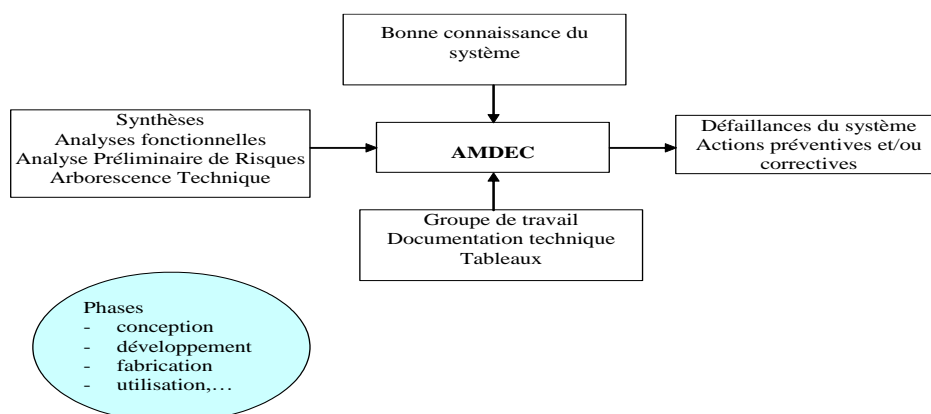 Bonne connaissance du
système
Synthèses
Analyses fonctionnelles
Analyse Préliminaire de Risques
Arborescence Technique
AMDEC
Défaillances du système
Actions préventives et/ou
correctives
Groupe de travail
Documentation technique
Tableaux
Phases
- conception
- développement
- fabrication
- utilisation,…